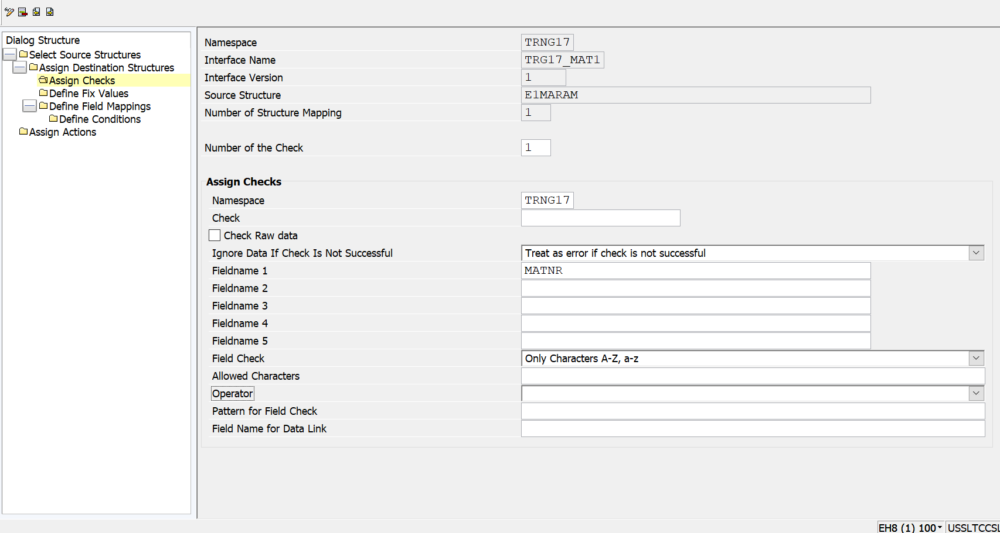 Dialog Structure
Select Source Structures
Assign Destination Structures
Assign Checks
Define Fix Values
Define Field Mappings
Define Conditions
Assign Actions
Namespace TRNG17
Interface Name TRG17_MAT1
Interface Version 1
Source Structure E1MARAM
Number of Structure Mapping 1
Number of the Check 1
Assign Checks
Namespace TRNG17
Check
Check Raw data
Ignore Data If Check Is Not Successful Treat as error if check is not successful
Fieldname 1 MATNR
Fieldname 2
Fieldname 3
Fieldname 4
Fieldname 5
Field Check Only Characters A-Z, a-z
Allowed Characters
Operator
Pattern for Field Check
Field Name for Data Link
EH8 (1) 100 USSLTCCSL